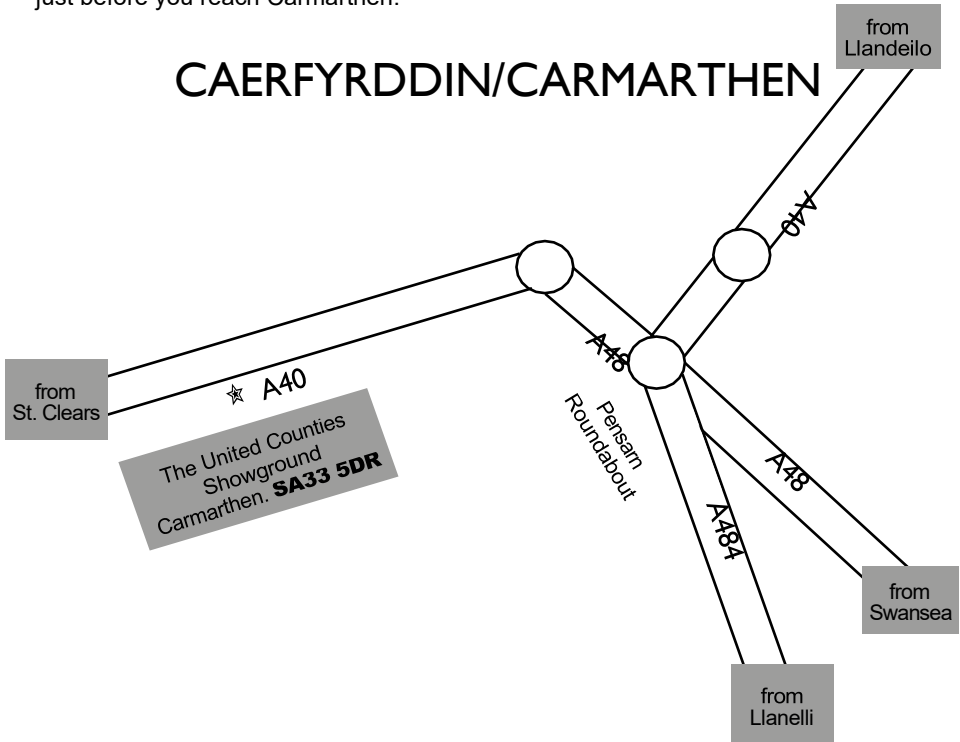 just before you reach Carmarthen.
from
Llandeilo
CAERFYRDDIN/CARMARTHEN
A40
A48
from
St. Clears
A40
The United Counties
Showground
Carmarthen. SA33 5DR
Pensarn
Roundabout
A48
A484
from
Swansea
from
Llanelli